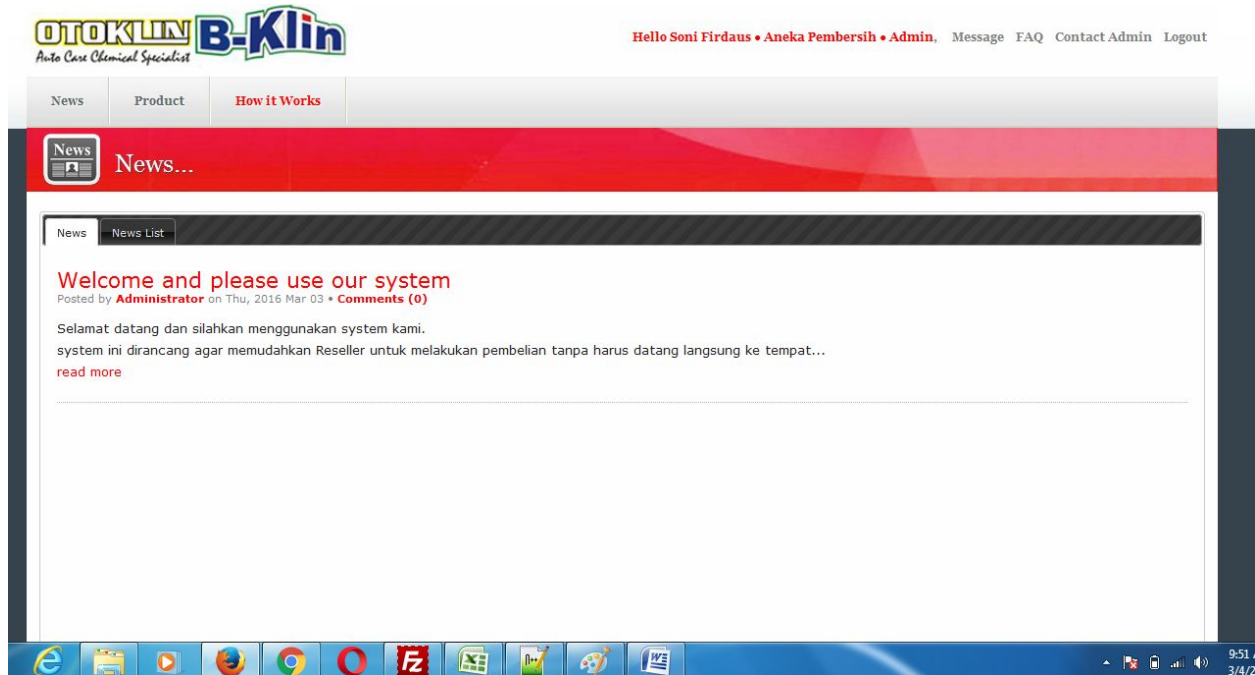 OTOKLIN B-Klin
Auto Care Chemical Specialist
Hello Soni Firdaus • Aneka Pembersih • Admin, Message FAQ Contact Admin Logout
News Product How it Works
News
News...
News News List
Welcome and please use our system
Posted by Administrator on Thu, 2016 Mar 03 • Comments (0)
Selamat datang dan silahkan menggunakan system kami.
system ini dirancang agar memudahkan Reseller untuk melakukan pembelian tanpa harus datang langsung ke tempat...
read more
9:51
3/4/2